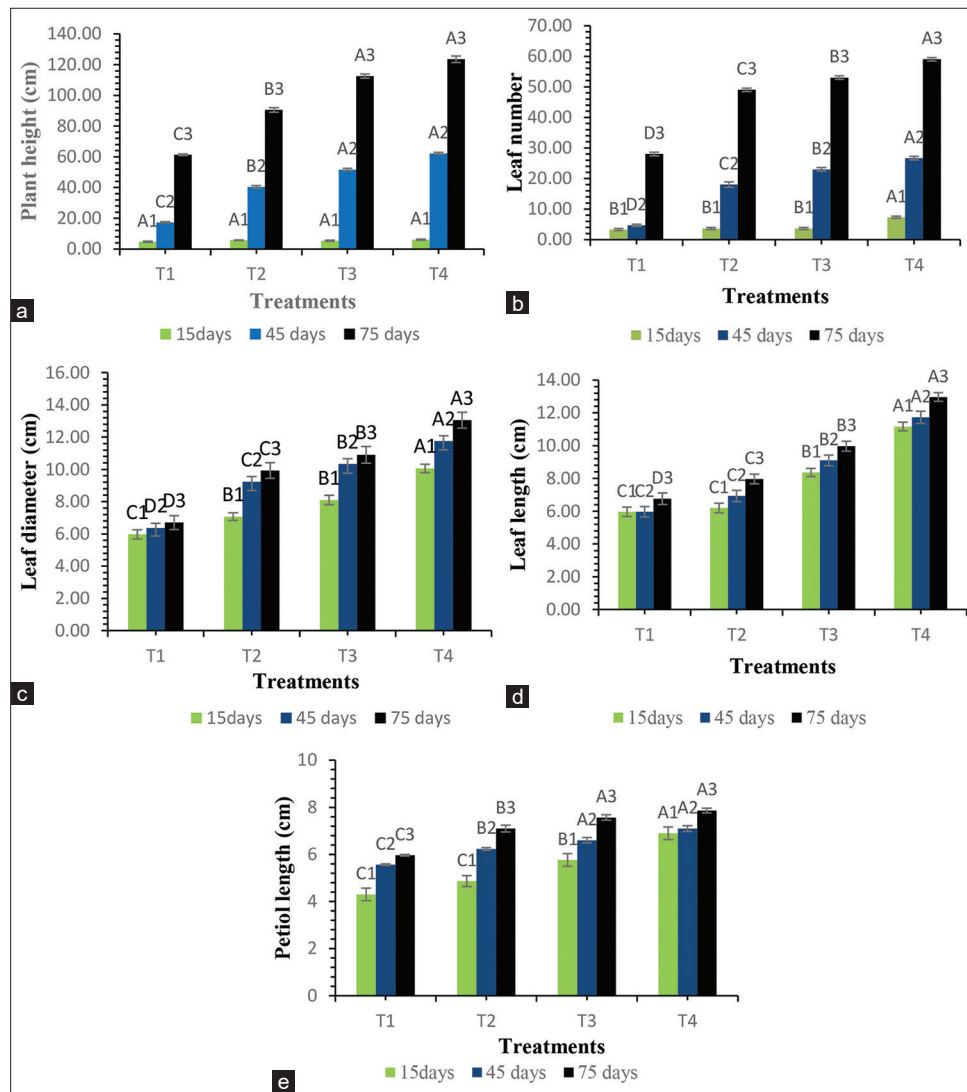 140.00
120.00
100.00
80.00
60.00
40.00
20.00
0.00
Plant height (cm)
A1 C2 C3
A1 B2 B3
A1 A2 A3
A1 A2 A3
T1 T2 T3 T4
Treatments
a
15days 45 days 75 days
70.00
60.00
50.00
40.00
30.00
20.00
10.00
0.00
Leaf number
B1 D2 D3
B1 C2 C3
B1 B2 B3
A1 A2 A3
T1 T2 T3 T4
Treatments
b
15days 45 days 75 days
16.00
14.00
12.00
10.00
8.00
6.00
4.00
2.00
0.00
Leaf diameter (cm)
C1 D2 D3
B1 C2 C3
B1 B2 B3
A1 A2 A3
T1 T2 T3 T4
Treatments
c
15days 45 days 75 days
14.00
12.00
10.00
8.00
6.00
4.00
2.00
0.00
Leaf length (cm)
C1 C2 D3
C1 C2 C3
B1 B2 B3
A1 A2 A3
T1 T2 T3 T4
Treatments
d
15days 45 days 75 days
10
8
6
4
2
0
Petiol length (cm)
C1 C2 C3
C1 B2 B3
B1 A2 A3
A1 A2 A3
T1 T2 T3 T4
Treatments
e
15days 45 days 75 days